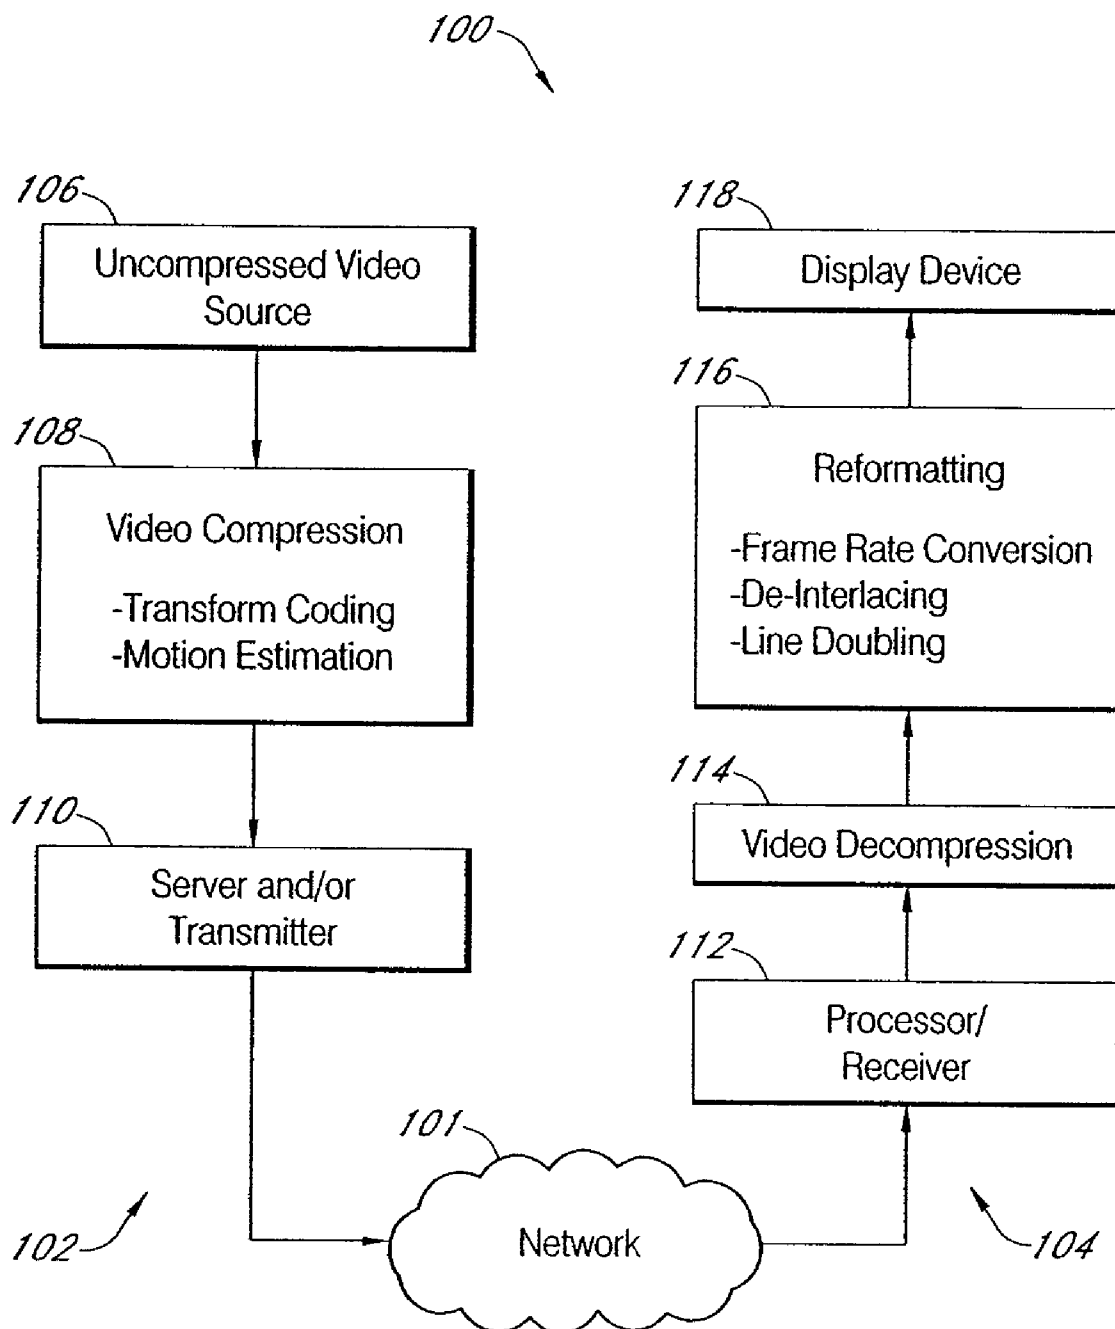 100
106
Uncompressed Video
Source
108
Video Compression
-Transform Coding
-Motion Estimation
110
Server and/or
Transmitter
102
101
Network
118
Display Device
116
Reformatting
-Frame Rate Conversion
-De-Interlacing
-Line Doubling
114
Video Decompression
112
Processor/
Receiver
104